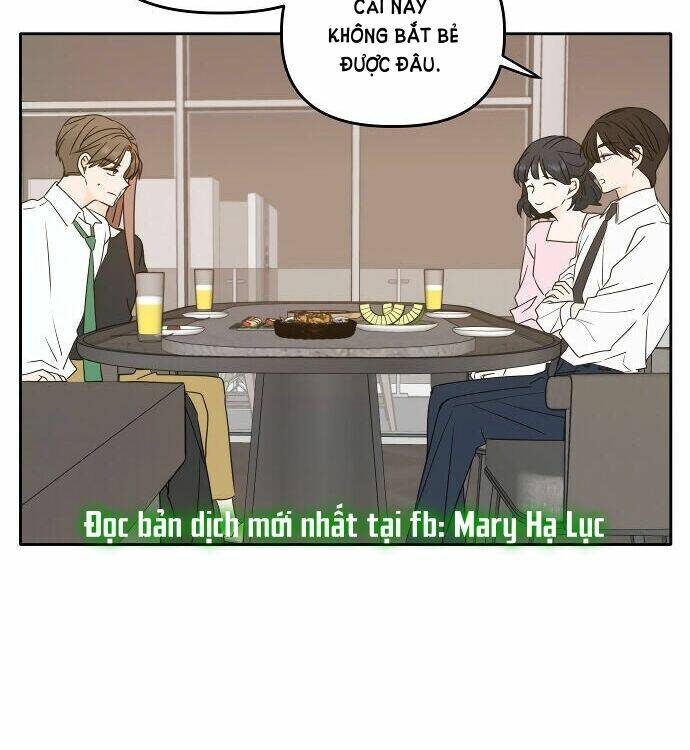 CÁI NÀY
KHÔNG BẮT BẺ
ĐƯỢC ĐÂU.
Đọc bản dịch mới nhất tại fb: Mary Hạ Lục